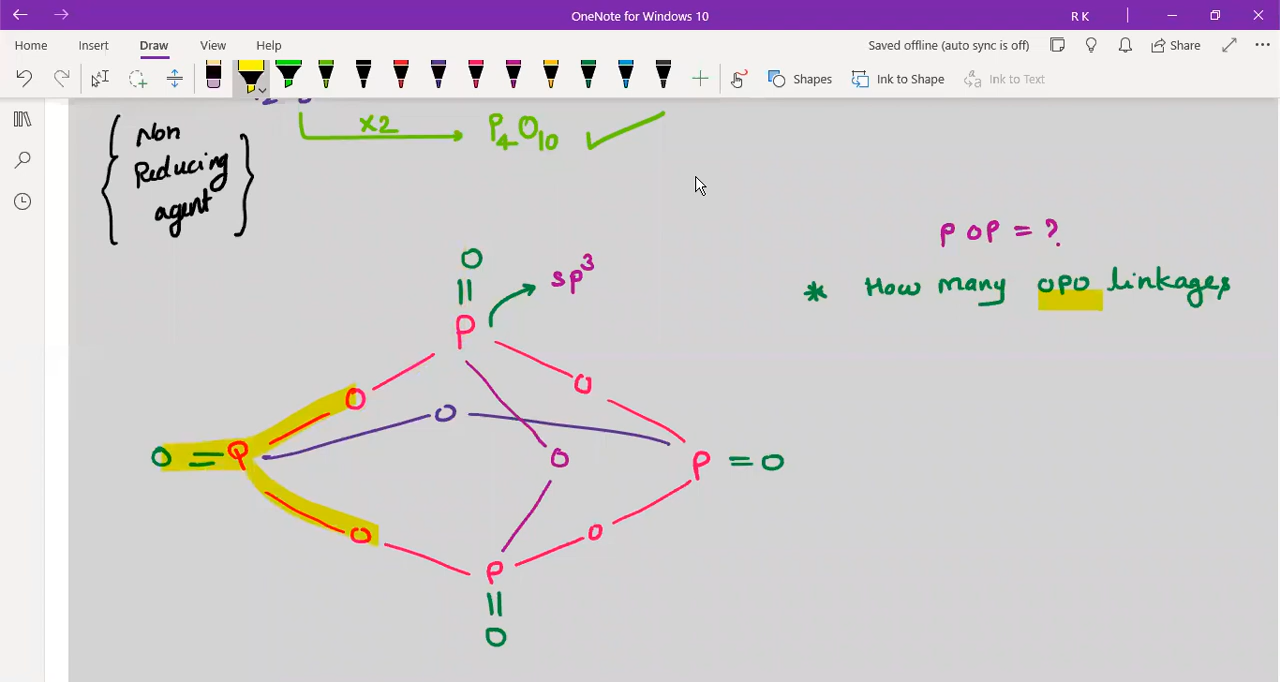 OneNote for Windows 10
R K
Home Insert Draw View Help
Saved offline (auto sync is off)
Share
Shapes
Ink to Shape
Ink to Text
x2
P4O10
{ Non
Reducing
agent }
POP = ?
* How many OPO linkages
O
||
sp³
P
O O
O
O = P O P = O
O O
P
||
O